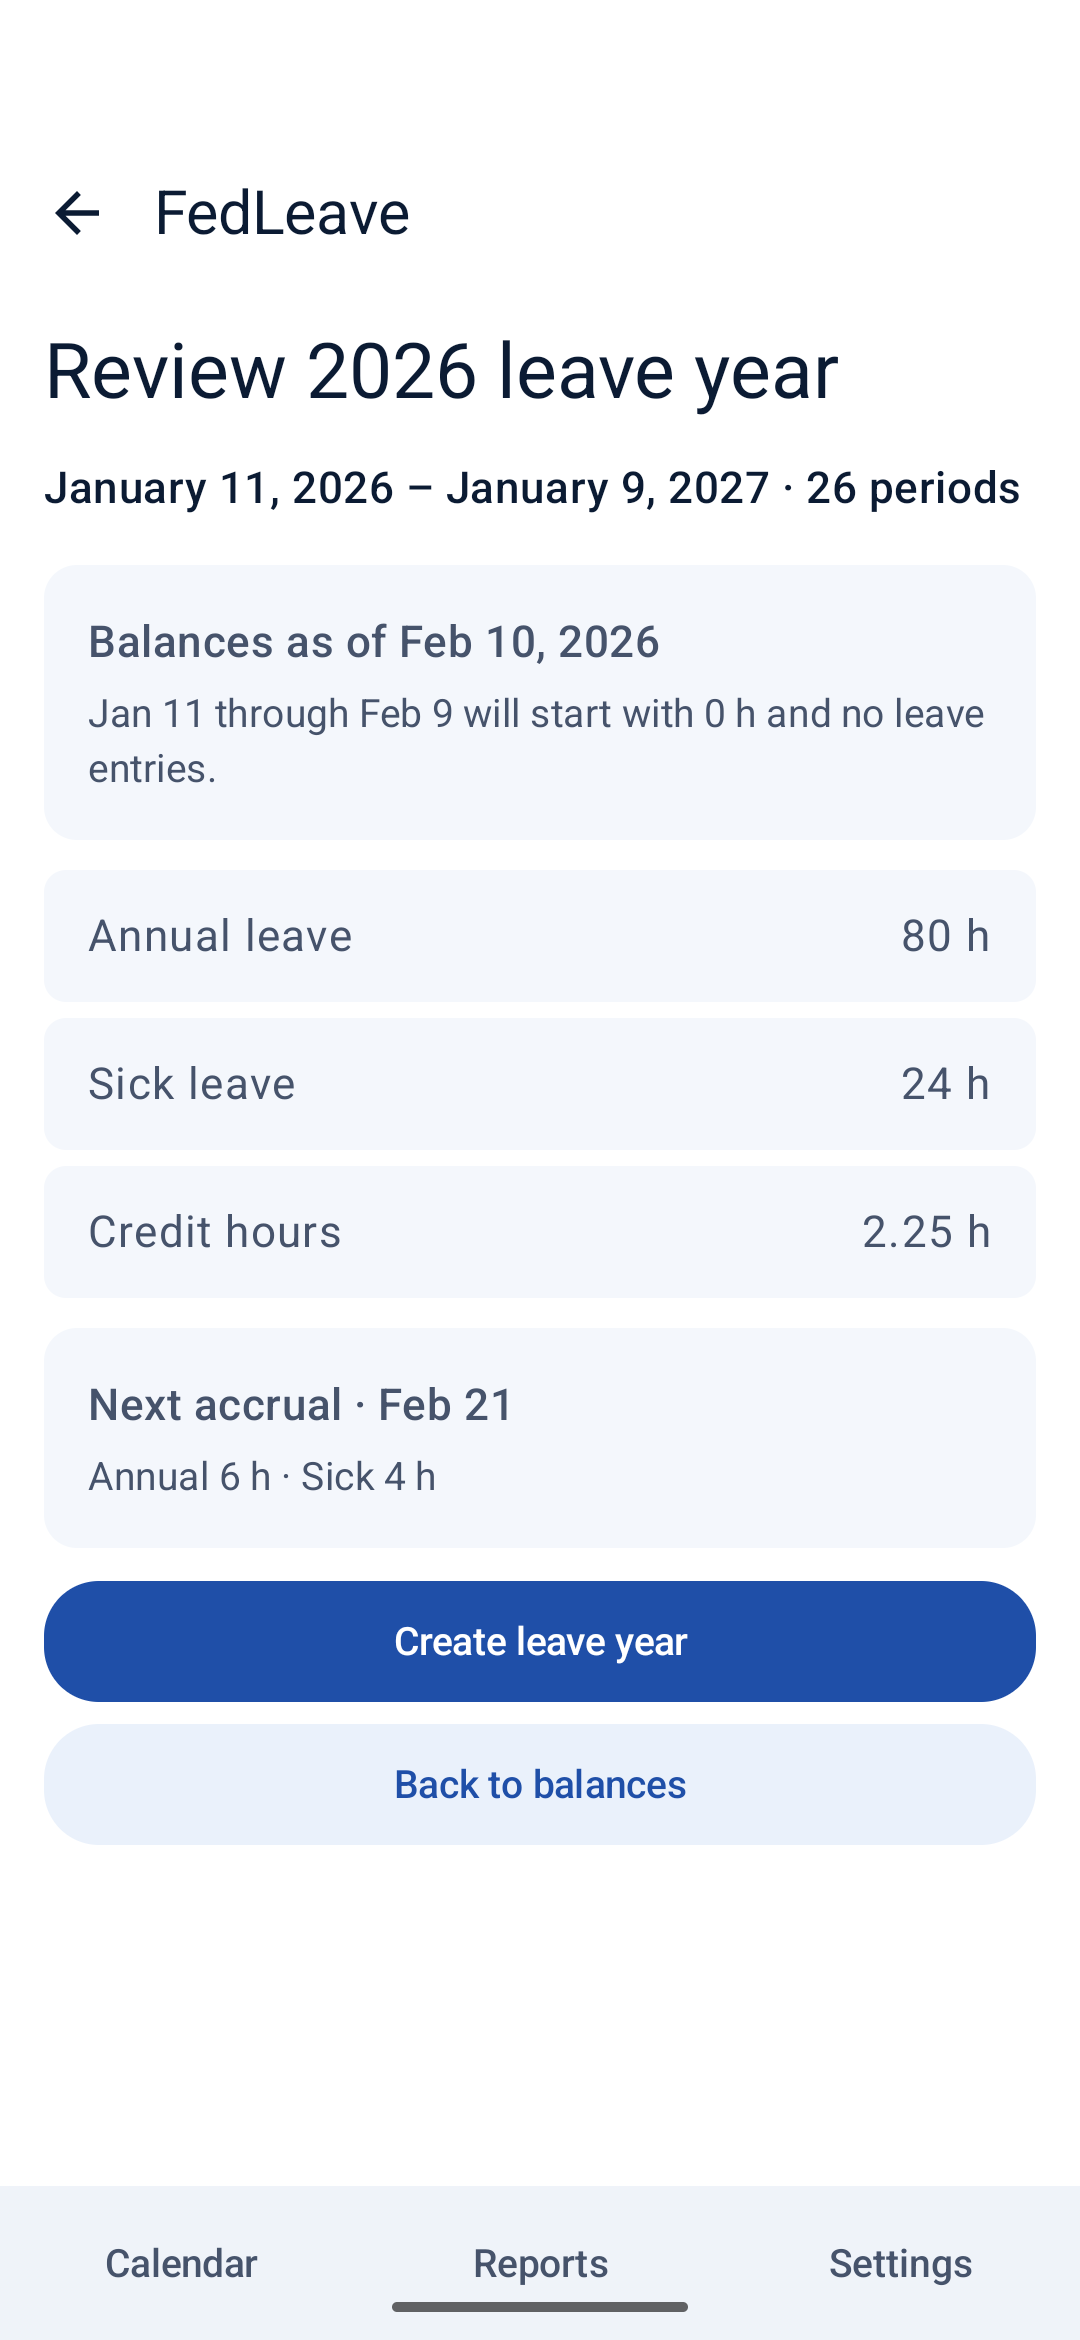 FedLeave
Review 2026 leave year
January 11, 2026 – January 9, 2027 · 26 periods
Balances as of Feb 10, 2026
Jan 11 through Feb 9 will start with 0 h and no leave
entries.
Annual leave 80 h
Sick leave 24 h
Credit hours 2.25 h
Next accrual · Feb 21
Annual 6 h · Sick 4 h
Create leave year
Back to balances
Calendar Reports Settings